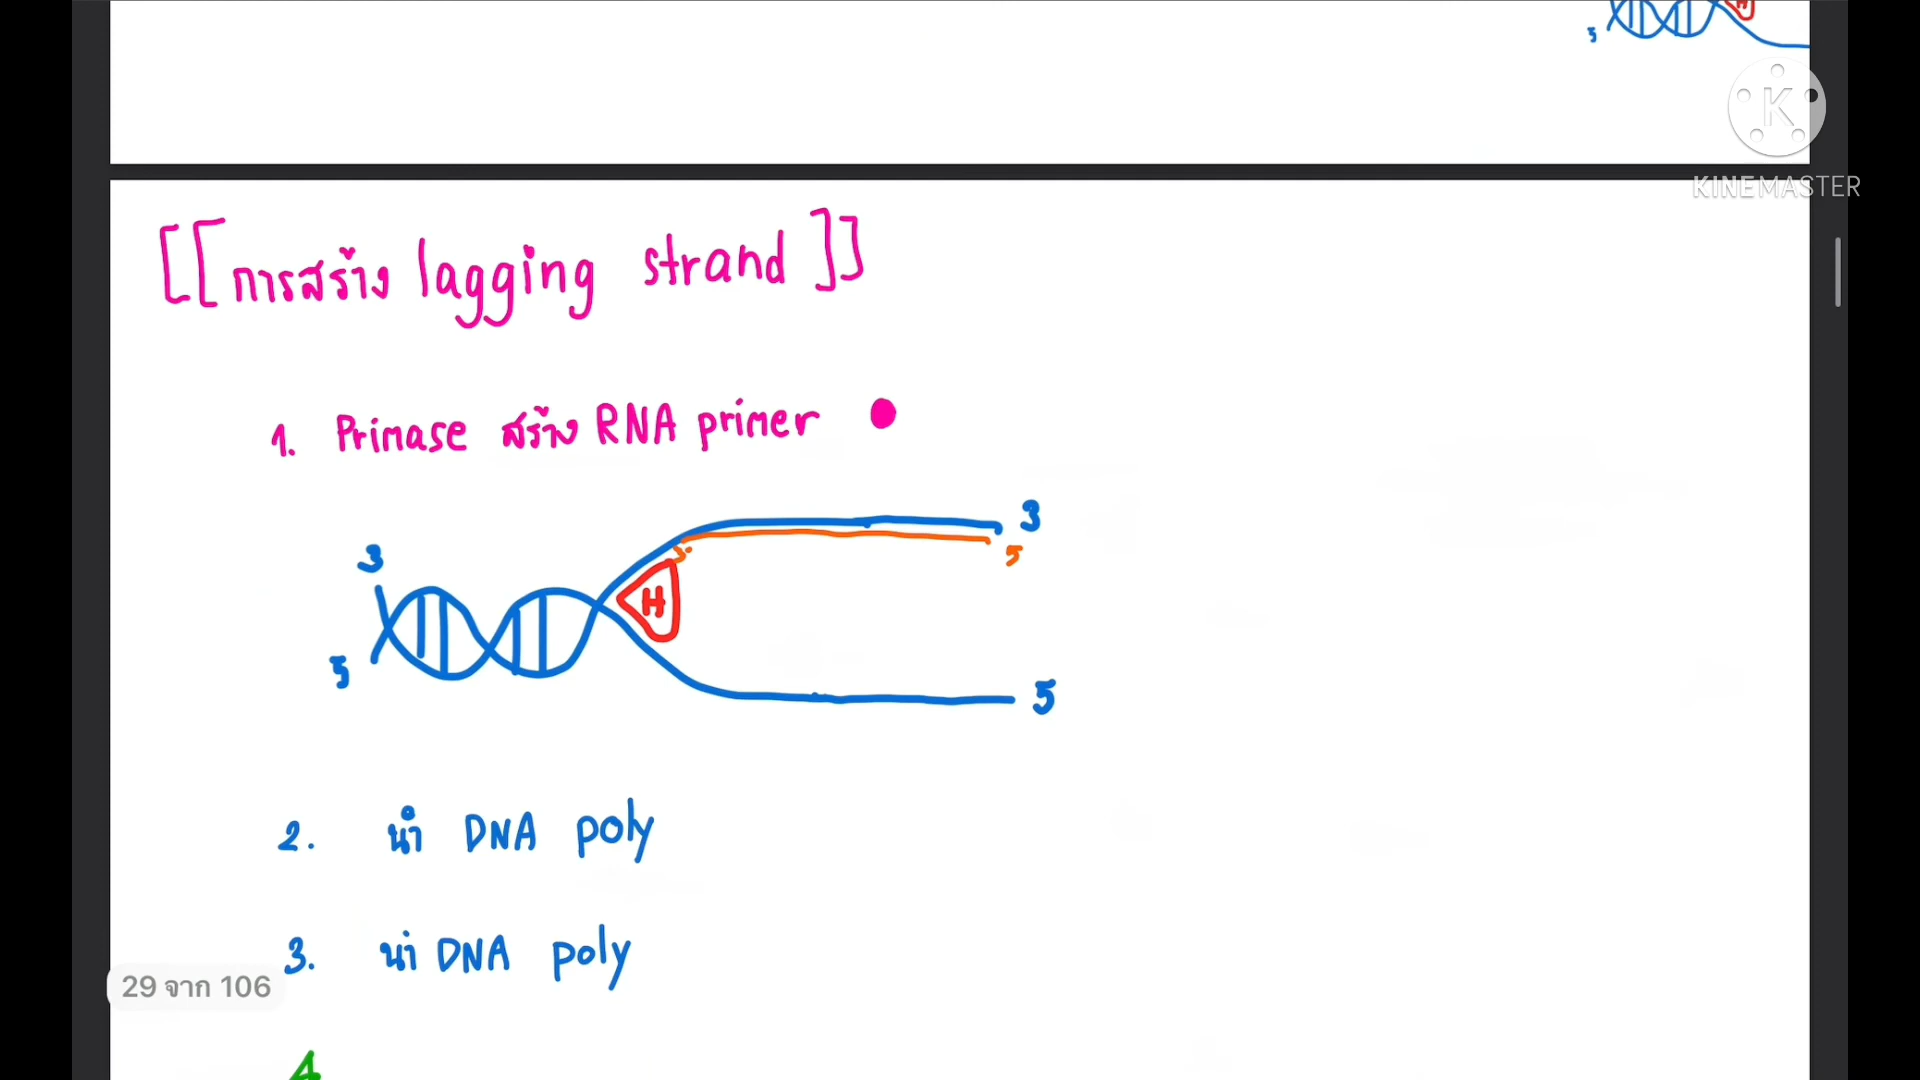 5
H
KINEMASTER
[[การสร้าง lagging strand]]
1. Primase สร้าง RNA primer
3
3
5
3
H
5
5
2. นำ DNA poly
3. นำ DNA poly
29 จาก 106
4